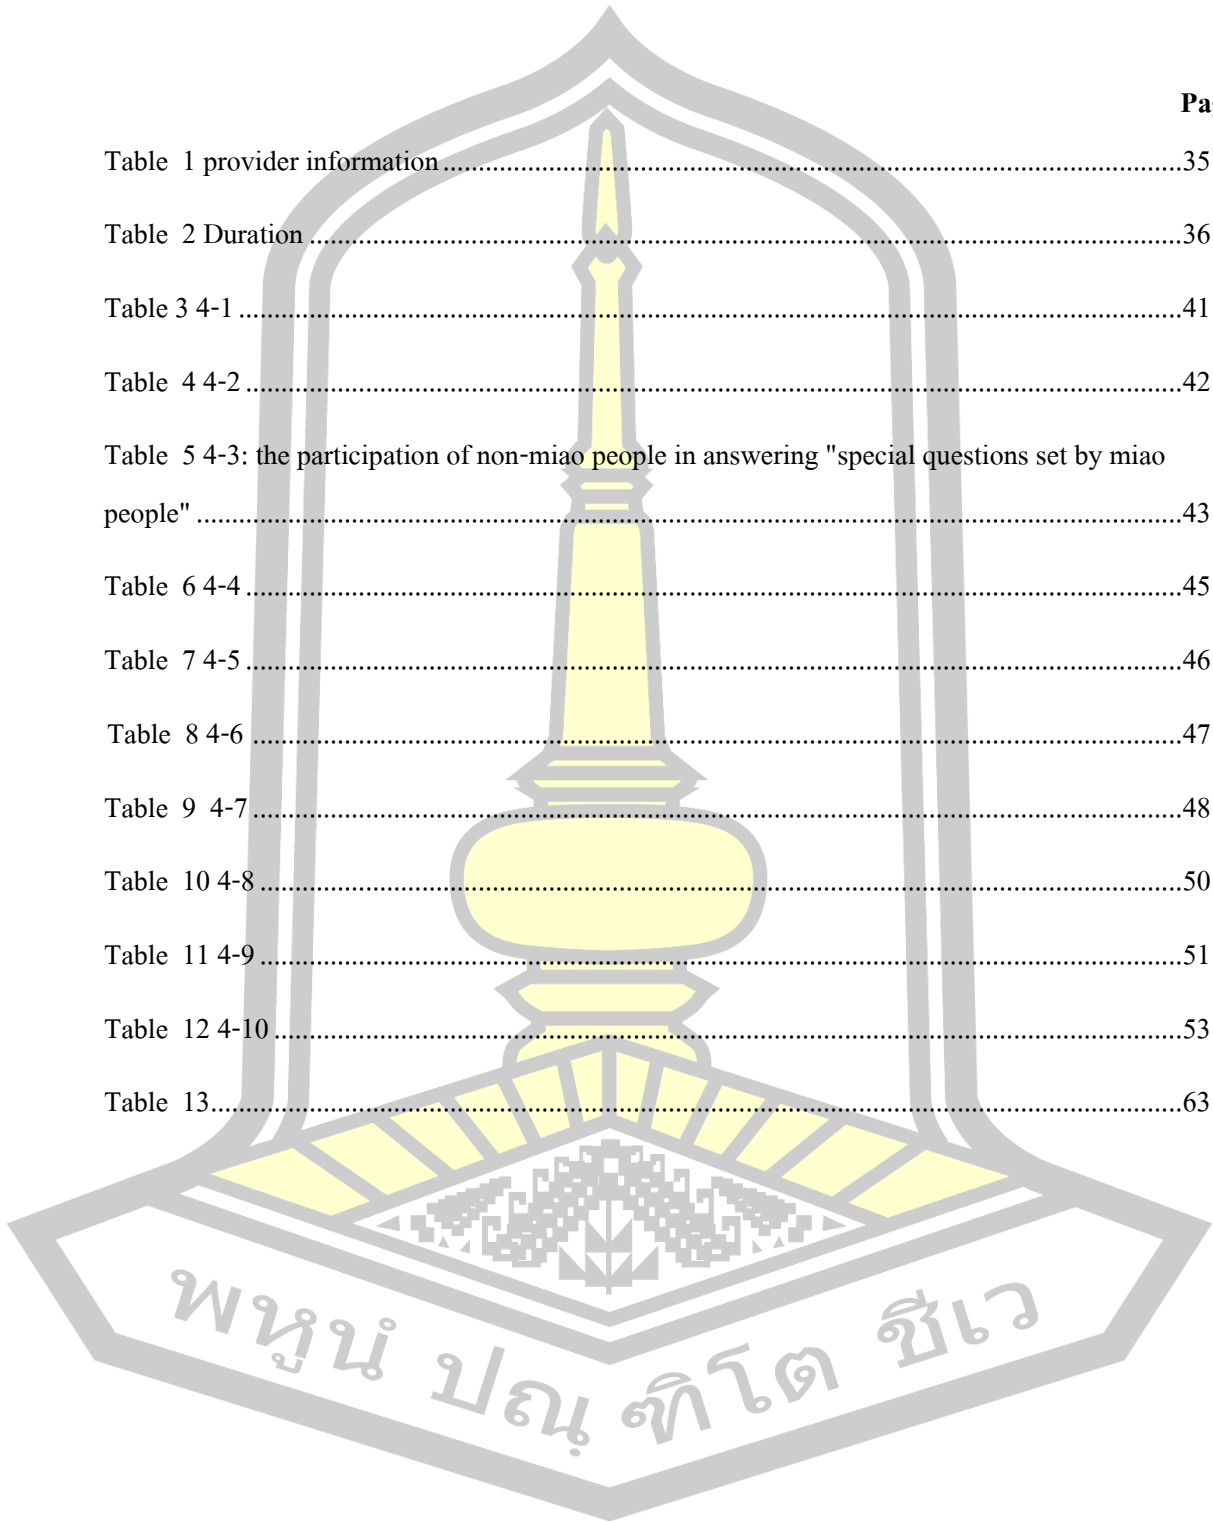 Pa
Table 1 provider information ........................................................................................................35
Table 2 Duration ........................................................................................................36
Table 3 4-1 ........................................................................................................41
Table 4 4-2 ........................................................................................................42
Table 5 4-3: the participation of non-miao people in answering "special questions set by miao
people" ........................................................................................................43
Table 6 4-4 ........................................................................................................45
Table 7 4-5 ........................................................................................................46
Table 8 4-6 ........................................................................................................47
Table 9 4-7 ........................................................................................................48
Table 10 4-8 ........................................................................................................50
Table 11 4-9 ........................................................................................................51
Table 12 4-10 ........................................................................................................53
Table 13........................................................................................................63
พหูนํ ปณฺ ฑิโต ชีเว